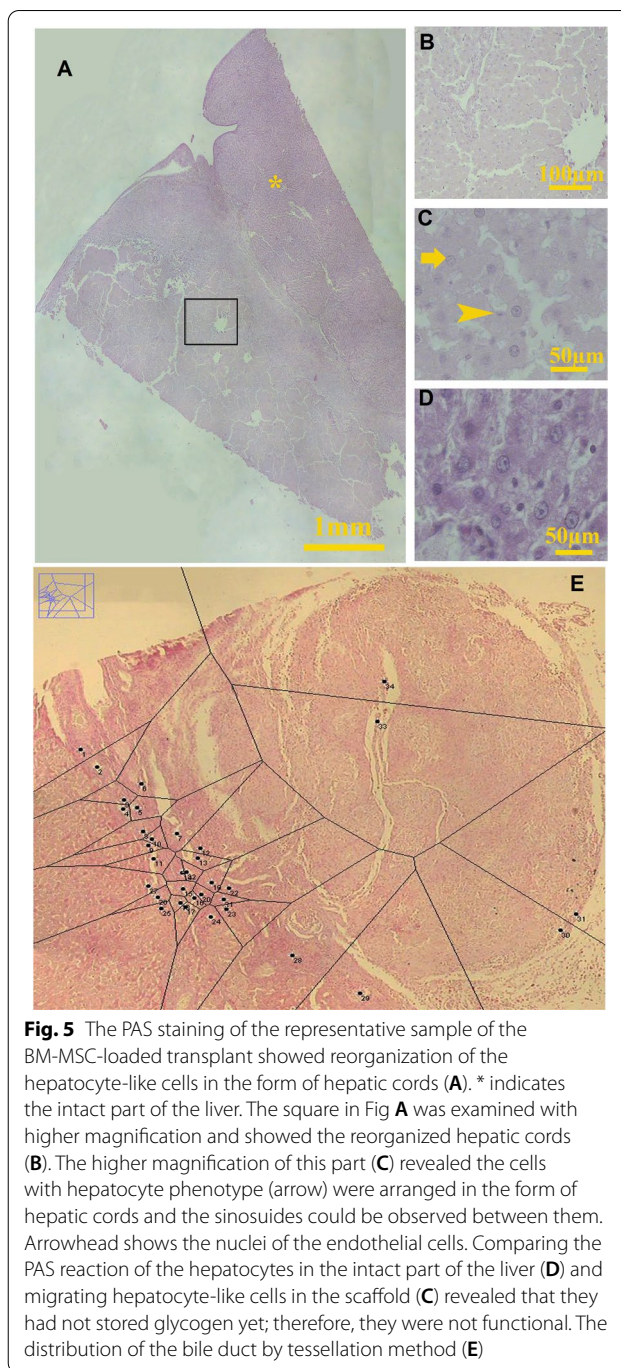 A
*
1mm
B
100µm
C
50µm
D
50µm
E
1
2
6
3
5
4
7
8
10
9
12
13
11
19
22
15
20
16
21
17
23
24
25
28
29
30
31
33
34
Fig. 5 The PAS staining of the representative sample of the
BM-MSC-loaded transplant showed reorganization of the
hepatocyte-like cells in the form of hepatic cords (A). * indicates
the intact part of the liver. The square in Fig A was examined with
higher magnification and showed the reorganized hepatic cords
(B). The higher magnification of this part (C) revealed the cells
with hepatocyte phenotype (arrow) were arranged in the form of
hepatic cords and the sinosuides could be observed between them.
Arrowhead shows the nuclei of the endothelial cells. Comparing the
PAS reaction of the hepatocytes in the intact part of the liver (D) and
migrating hepatocyte-like cells in the scaffold (C) revealed that they
had not stored glycogen yet; therefore, they were not functional. The
distribution of the bile duct by tessellation method (E)